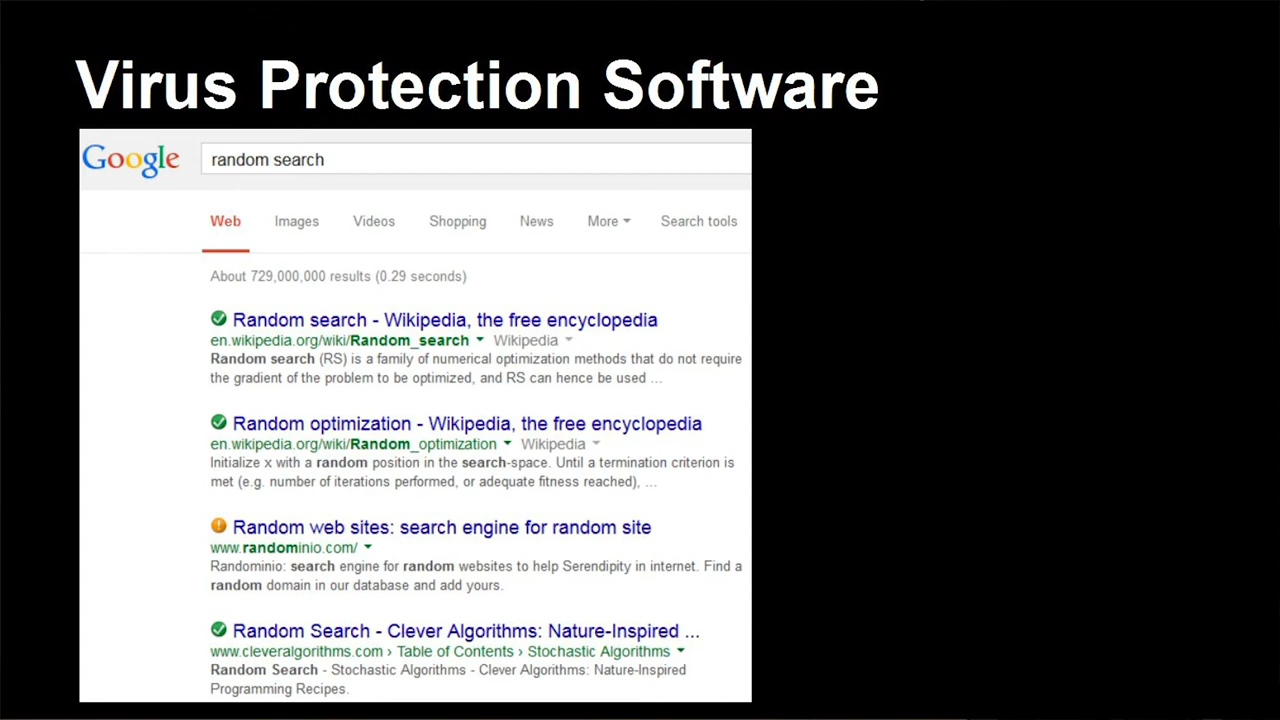 Virus Protection Software
Google random search
Web Images Videos Shopping News More Search tools
About 729,000,000 results (0.29 seconds)
Random search - Wikipedia, the free encyclopedia
en.wikipedia.org/wiki/Random_search Wikipedia
Random search (RS) is a family of numerical optimization methods that do not require
the gradient of the problem to be optimized, and RS can hence be used ...
Random optimization - Wikipedia, the free encyclopedia
en.wikipedia.org/wiki/Random_optimization Wikipedia
Initialize x with a random position in the search-space. Until a termination criterion is
met (e.g. number of iterations performed, or adequate fitness reached), ...
Random web sites: search engine for random site
www.randominio.com/
Randominio: search engine for random websites to help Serendipity in internet. Find a
random domain in our database and add yours.
Random Search - Clever Algorithms: Nature-Inspired ...
www.cleveralgorithms.com › Table of Contents › Stochastic Algorithms
Random Search - Stochastic Algorithms - Clever Algorithms: Nature-Inspired
Programming Recipes.